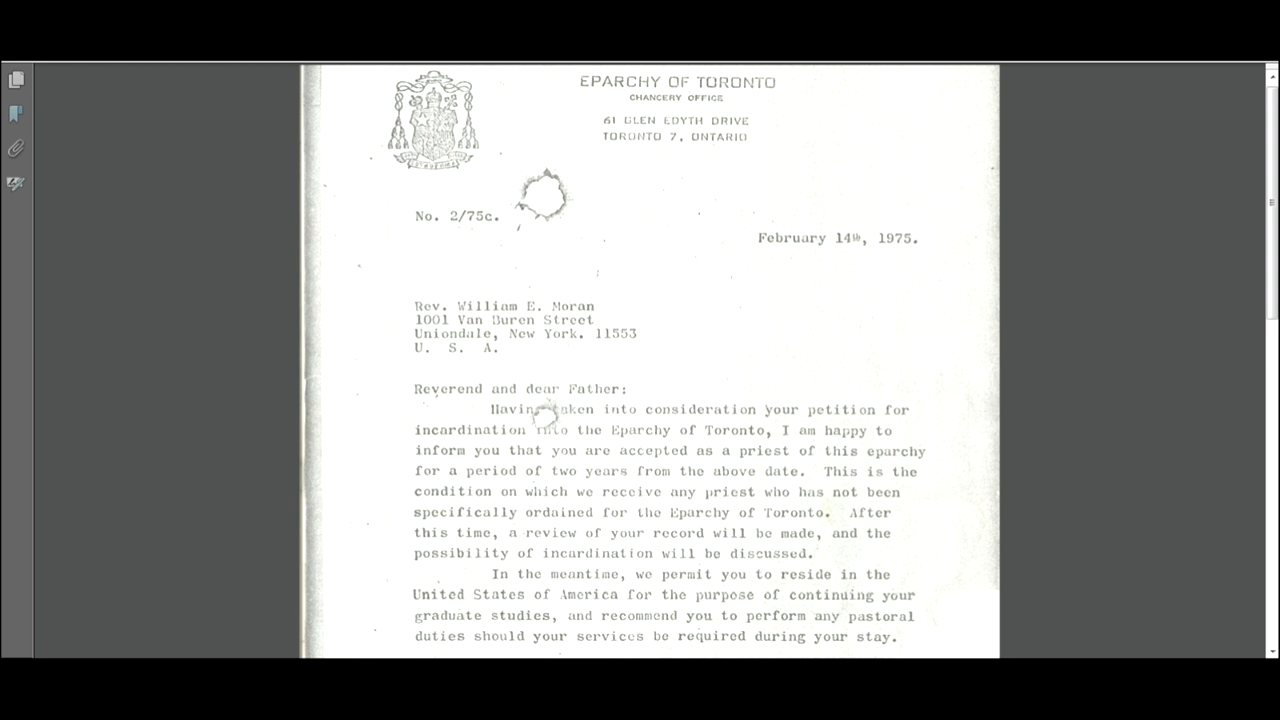 EPARCHY OF TORONTO
CHANCERY OFFICE
61 GLEN EDYTH DRIVE
TORONTO 7, ONTARIO
No. 2/75c.
February 14th, 1975.
Rev. William E. Moran
1001 Van Buren Street
Uniondale, New York. 11553
U. S. A.
Reverend and dear Father:
Having taken into consideration your petition for
incardination into the Eparchy of Toronto, I am happy to
inform you that you are accepted as a priest of this eparchy
for a period of two years from the above date. This is the
condition on which we receive any priest who has not been
specifically ordained for the Eparchy of Toronto. After
this time, a review of your record will be made, and the
possibility of incardination will be discussed.
In the meantime, we permit you to reside in the
United States of America for the purpose of continuing your
graduate studies, and recommend you to perform any pastoral
duties should your services be required during your stay.